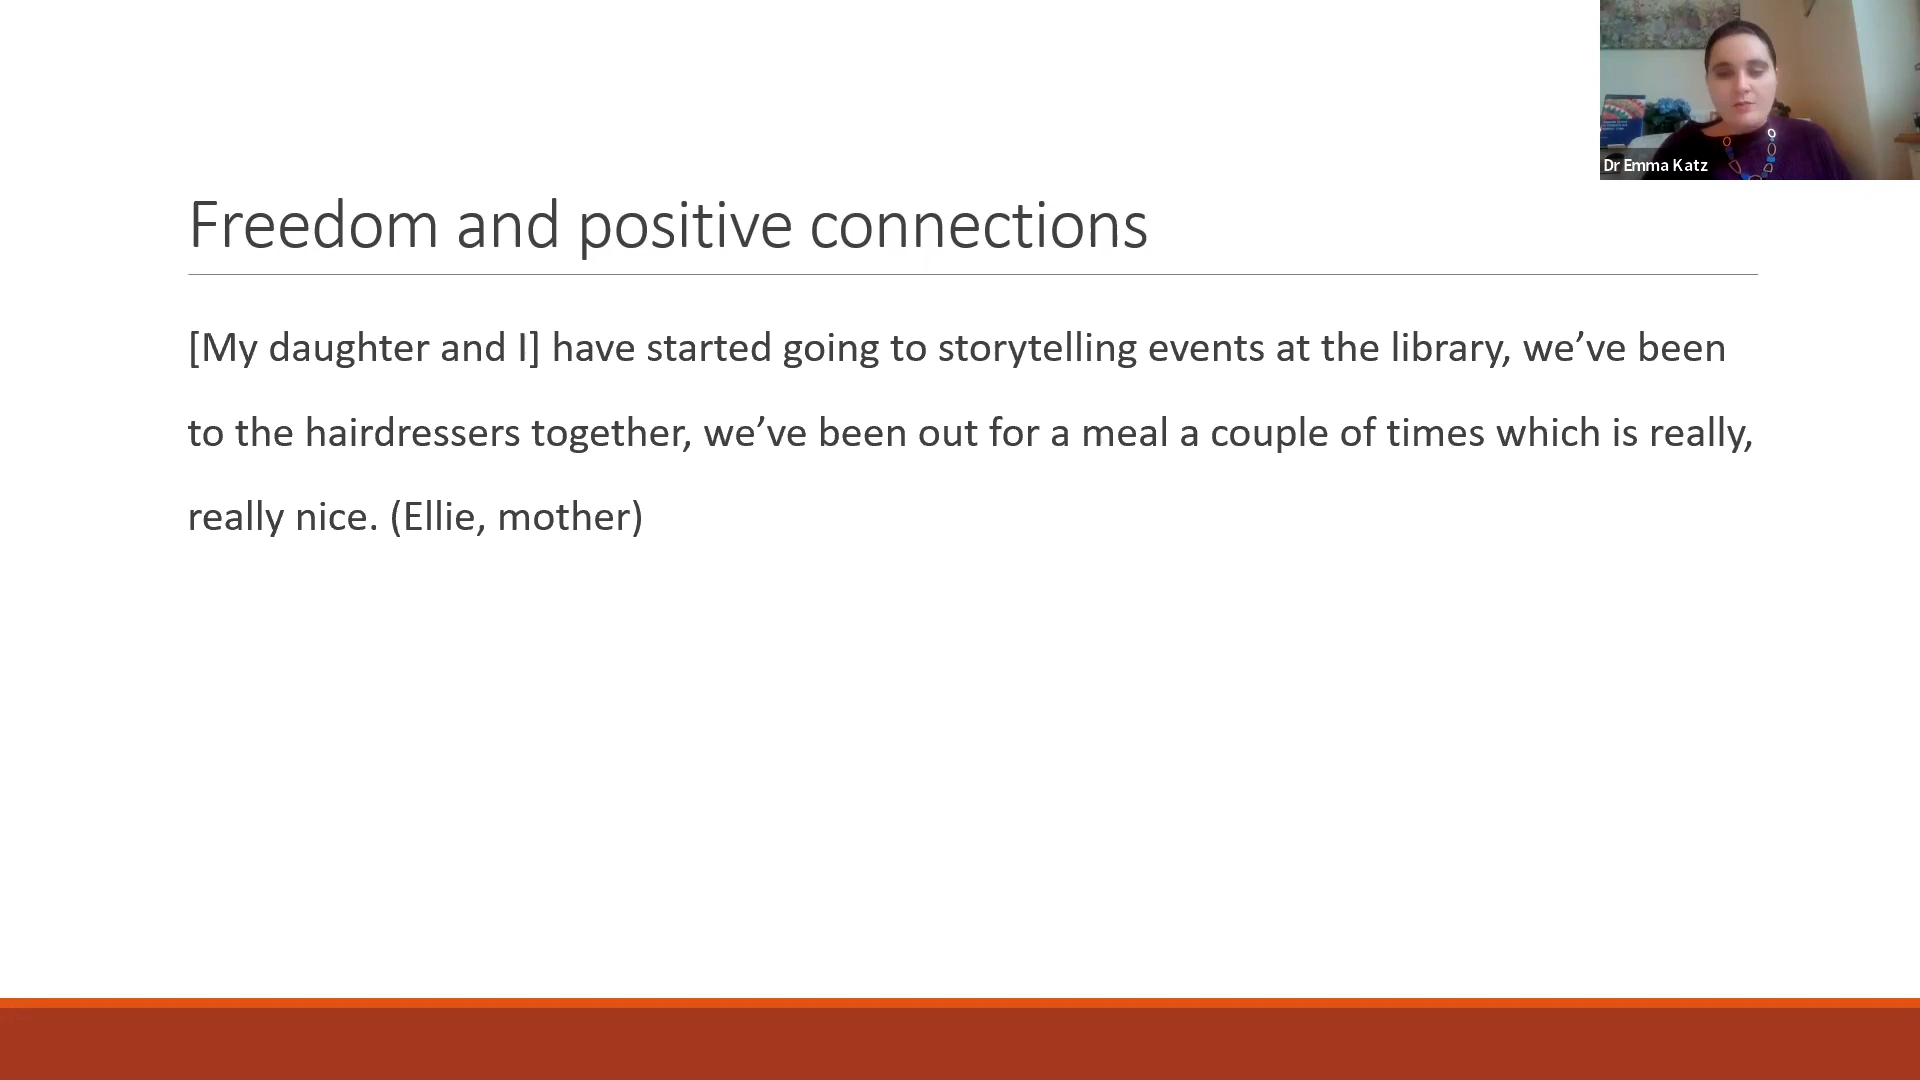 Dr Emma Katz
Freedom and positive connections
[My daughter and I] have started going to storytelling events at the library, we’ve been
to the hairdressers together, we’ve been out for a meal a couple of times which is really,
really nice. (Ellie, mother)